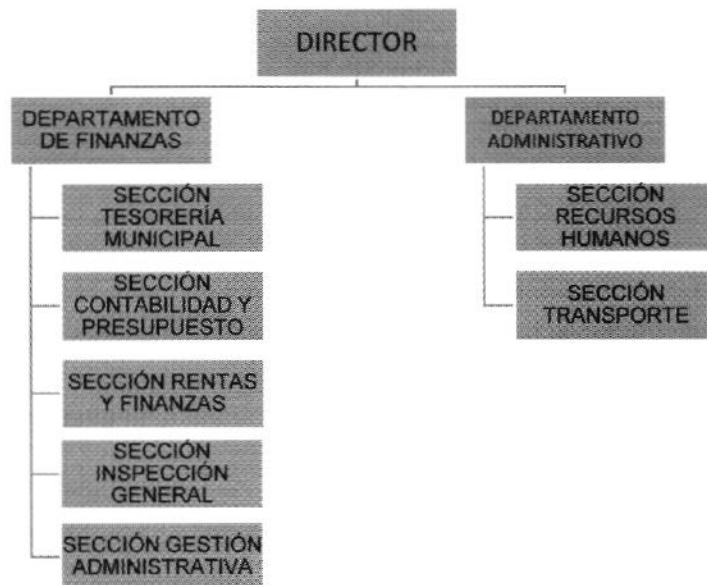 DIRECTOR
DEPARTAMENTO
DE FINANZAS
SECCIÓN
TESORERÍA
MUNICIPAL
SECCIÓN
CONTABILIDAD Y
PRESUPUESTO
SECCIÓN RENTAS
Y FINANZAS
SECCIÓN
INSPECCIÓN
GENERAL
SECCIÓN GESTIÓN
ADMINISTRATIVA
DEPARTAMENTO
ADMINISTRATIVO
SECCIÓN
RECURSOS
HUMANOS
SECCIÓN
TRANSPORTE